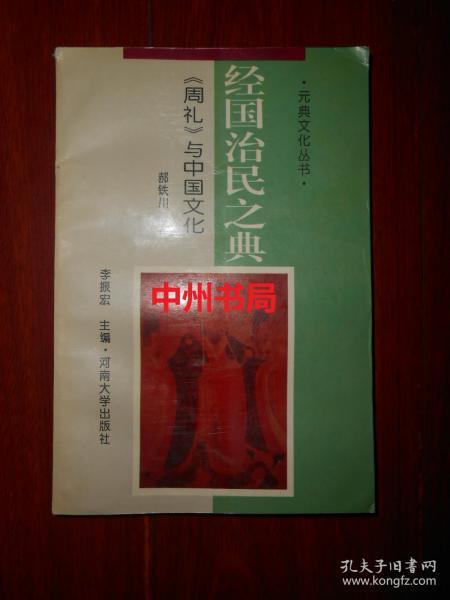 ·元典文化丛书·
经国治民之典
《周礼》与中国文化
郝铁川
李振宏 主编·河南大学出版社
中州书局
孔夫子旧书网
www.kongfz.com